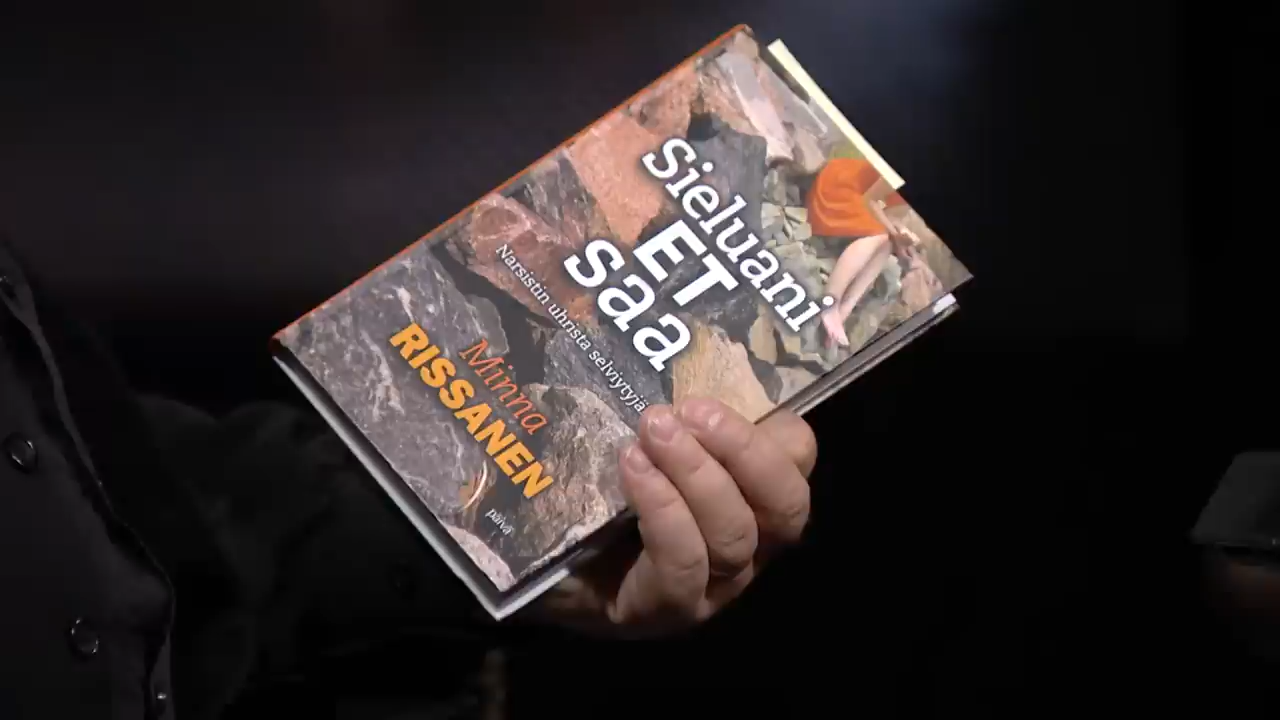 Sieluani
ET
saa
Narsistin uhrista selviytyjä
Minna
RISSANEN
päivä